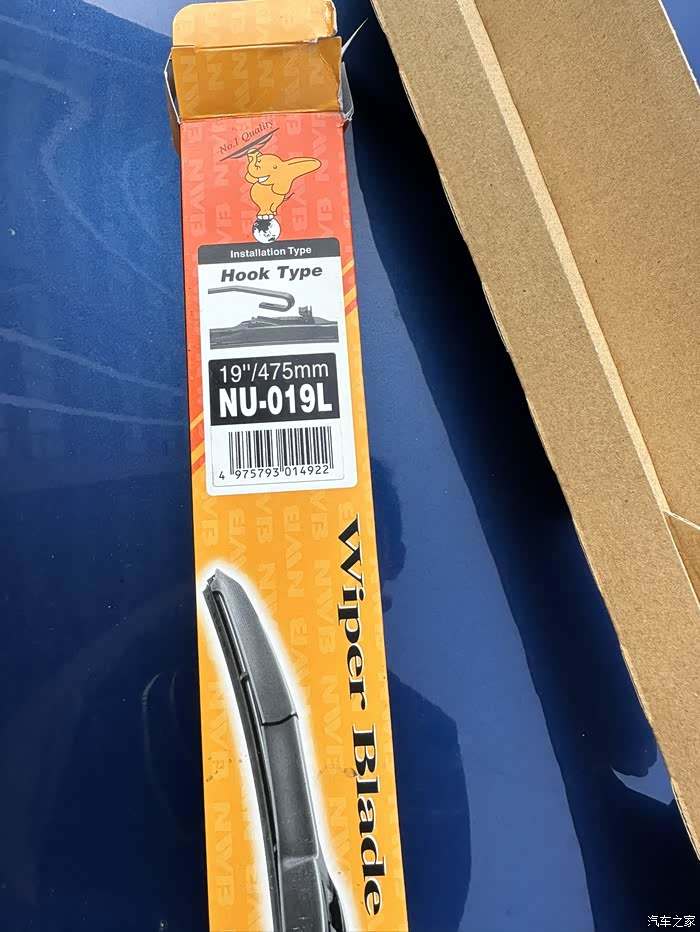 NWB
No.1 Quality
Installation Type
Hook Type
19"/475mm
NU-019L
4 975793 014922
Wiper Blade
汽车之家